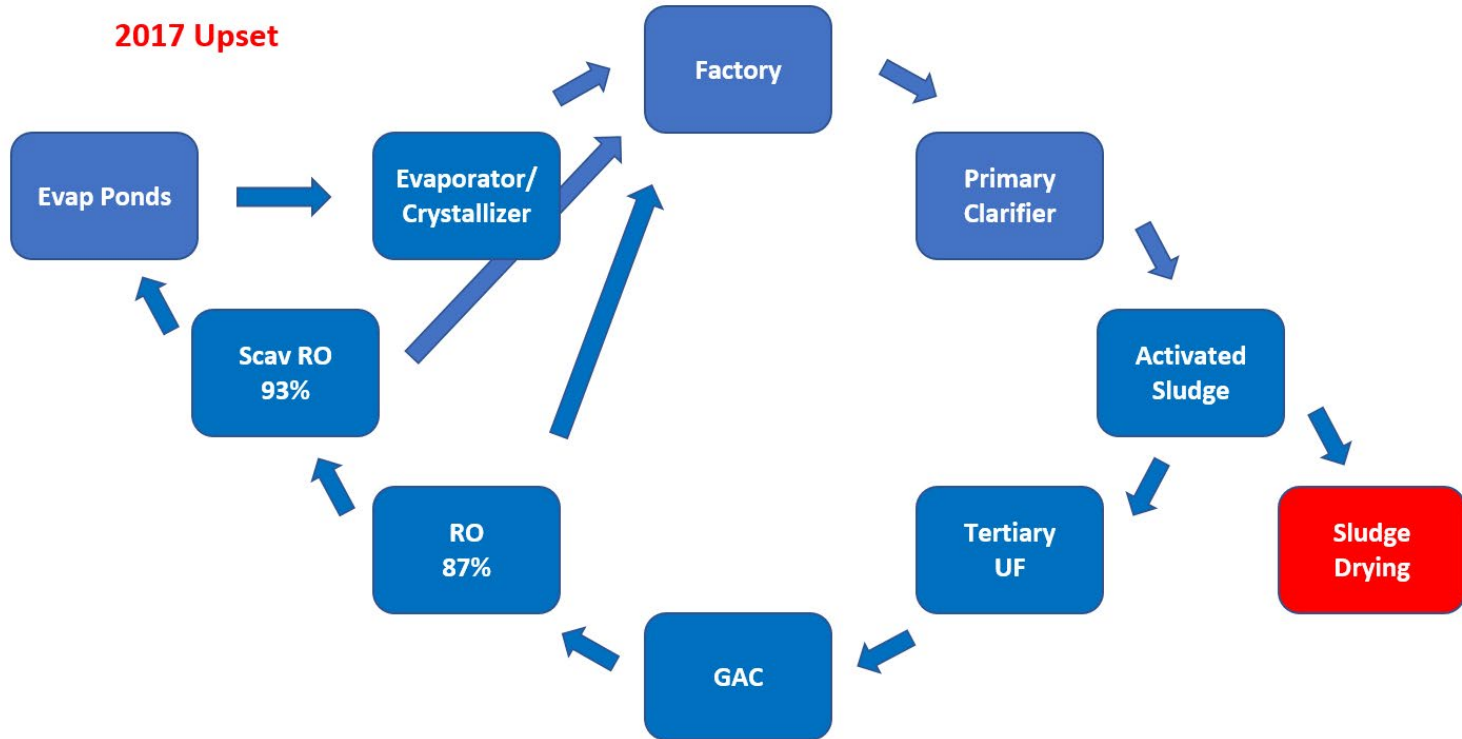 2017 Upset
Factory
Evap Ponds
Evaporator/
Crystallizer
Primary
Clarifier
Scav RO
93%
Activated
Sludge
RO
87%
Tertiary
UF
Sludge
Drying
GAC